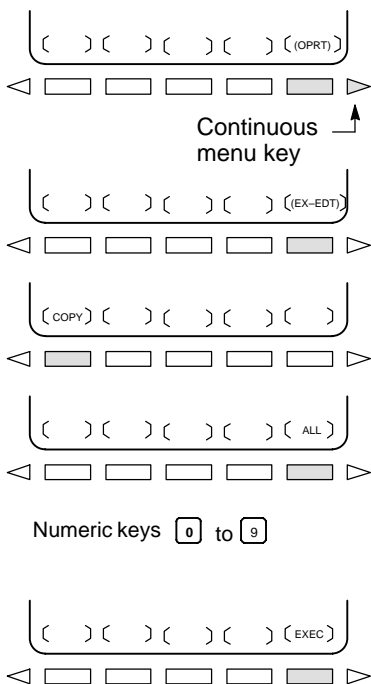 ( ) ( ) ( ) ( ) (OPRT)
Continuous
menu key
( ) ( ) ( ) ( ) (EX–EDT)
( COPY ) ( ) ( ) ( ) ( )
( ) ( ) ( ) ( ) ( ALL )
Numeric keys 0 to 9
( ) ( ) ( ) ( ) ( EXEC )